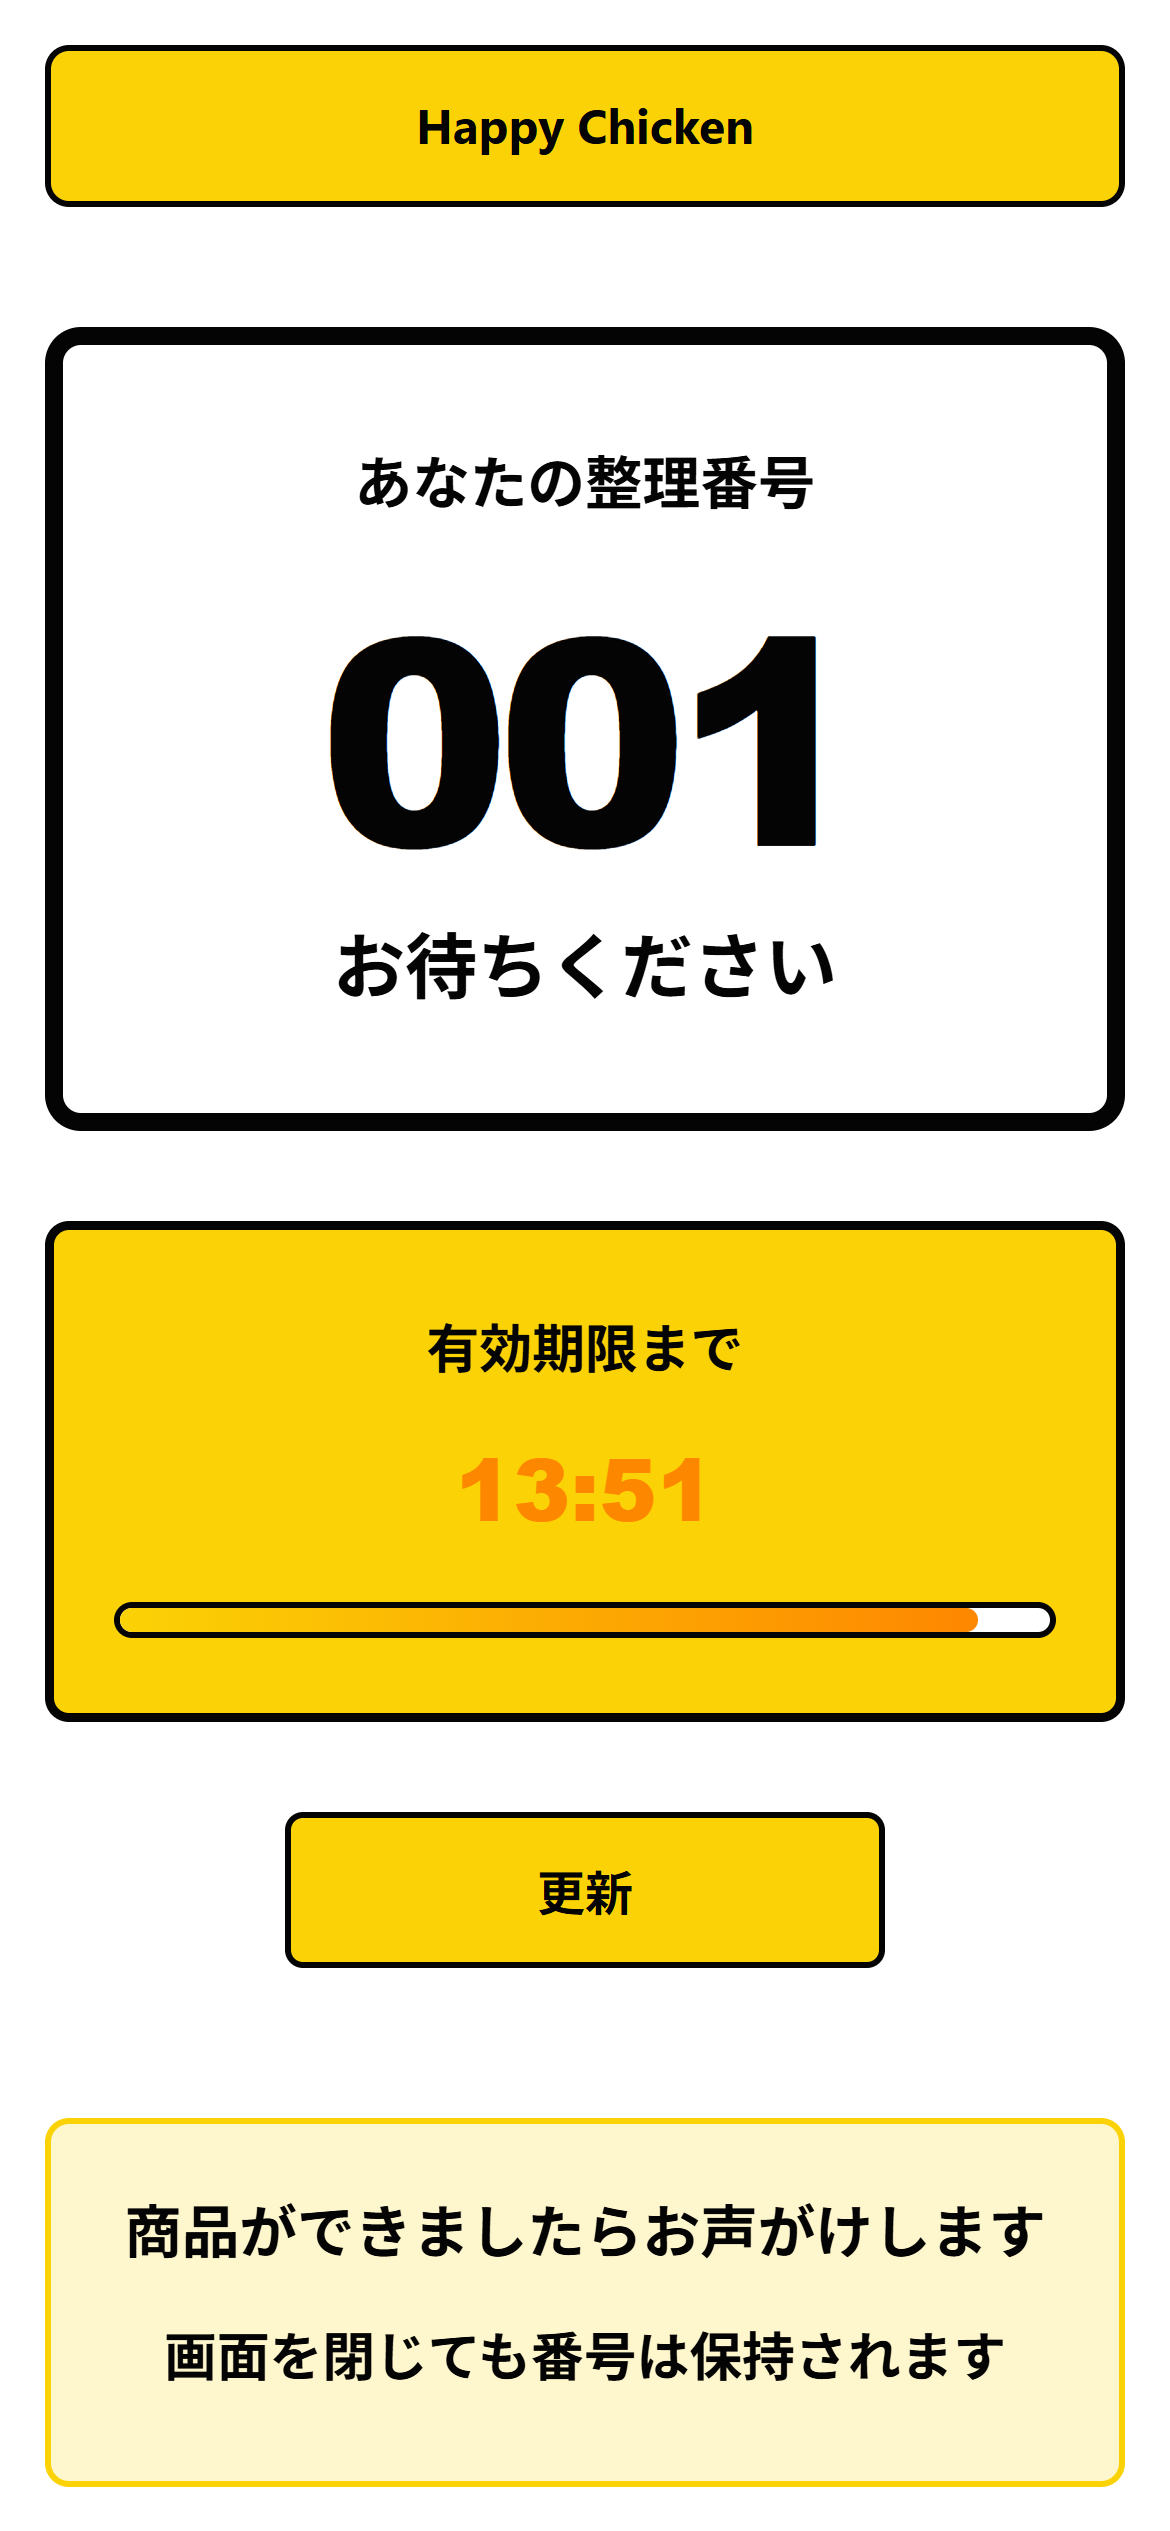 Happy Chicken
あなたの整理番号
001
お待ちください
有効期限まで
13:51
更新
商品ができましたらお声がけします
画面を閉じても番号は保持されます